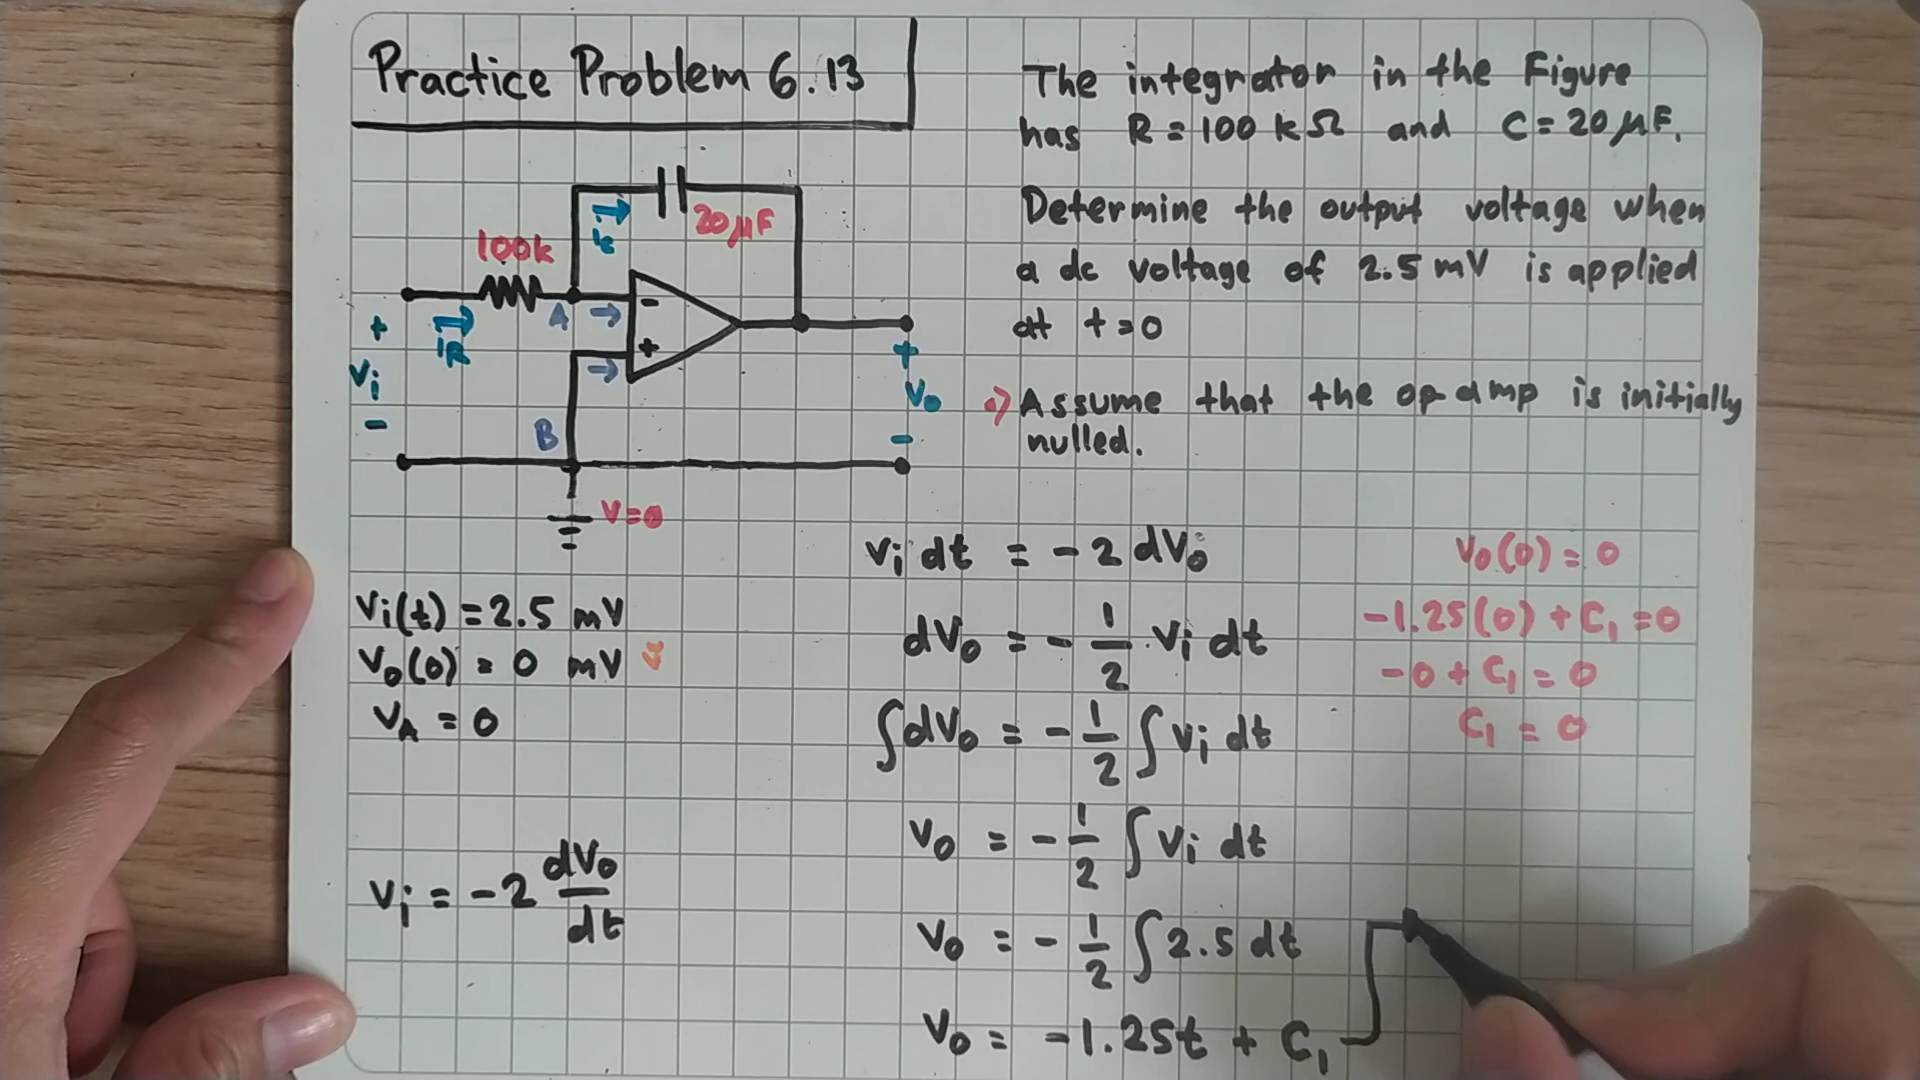 Practice Problem 6.13
The integrator in the Figure
has R = 100 kΩ and C = 20 μF.
Determine the output voltage when
a dc voltage of 2.5 mV is applied
at t = 0
•) Assume that the op amp is initially
nulled.
100k
20 μF
ic
iR
A
B
-
+
+
Vi
-
+
Vo
-
V = 0
Vi(t) = 2.5 mV
Vo(0) = 0 mV
VA = 0
Vi = -2 dVo/dt
Vi dt = -2 dVo
dVo = -1/2 Vi dt
∫dVo = -1/2 ∫Vi dt
Vo = -1/2 ∫Vi dt
Vo = -1/2 ∫2.5 dt
Vo = -1.25t + C₁
Vo(0) = 0
-1.25(0) + C₁ = 0
-0 + C₁ = 0
C₁ = 0